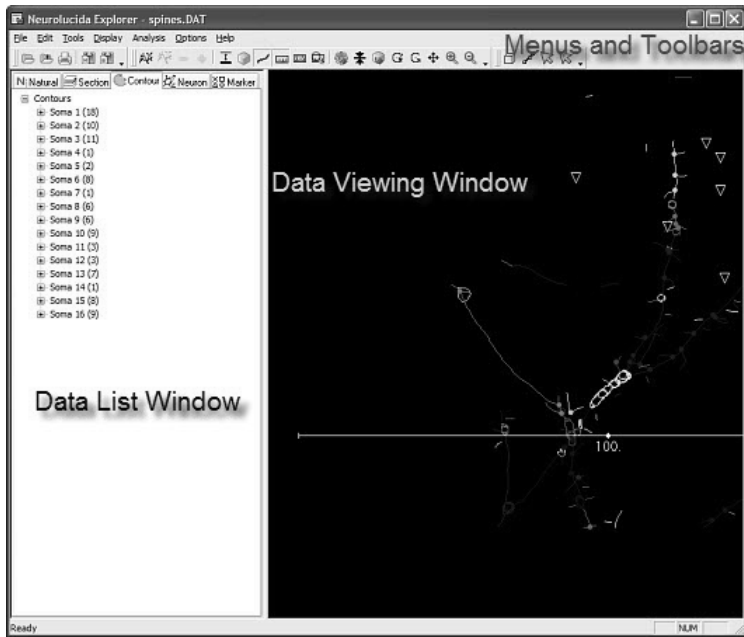 Neurolucida Explorer - spines.DAT
File Edit Tools Display Analysis Options Help
Menus and Toolbars
N: Natural Section Contour Neuron Marker
Contours
Soma 1 (18)
Soma 2 (10)
Soma 3 (11)
Soma 4 (1)
Soma 5 (2)
Soma 6 (8)
Soma 7 (1)
Soma 8 (6)
Soma 9 (6)
Soma 10 (9)
Soma 11 (3)
Soma 12 (3)
Soma 13 (7)
Soma 14 (1)
Soma 15 (8)
Soma 16 (9)
Data Viewing Window
Data List Window
100.
Ready NUM